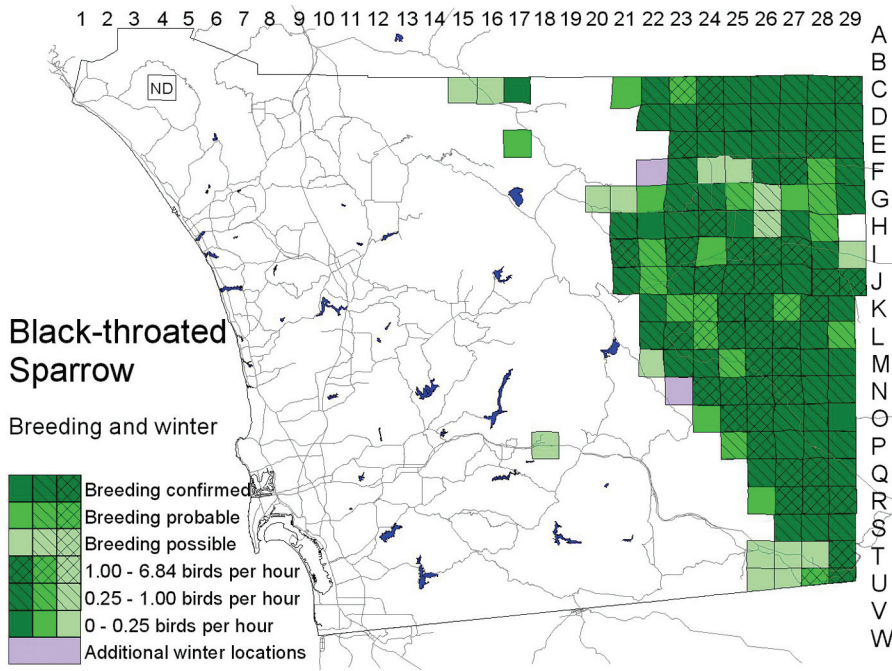 1 2 3 4 5 6 7 8 9 10 11 12 13 14 15 16 17 18 19 20 21 22 23 24 25 26 27 28 29
A
B
C
D
E
F
G
H
I
J
K
L
M
N
O
P
Q
R
S
T
U
V
W
ND
Black-throated
Sparrow
Breeding and winter
Breeding confirmed
Breeding probable
Breeding possible
1.00 - 6.84 birds per hour
0.25 - 1.00 birds per hour
0 - 0.25 birds per hour
Additional winter locations